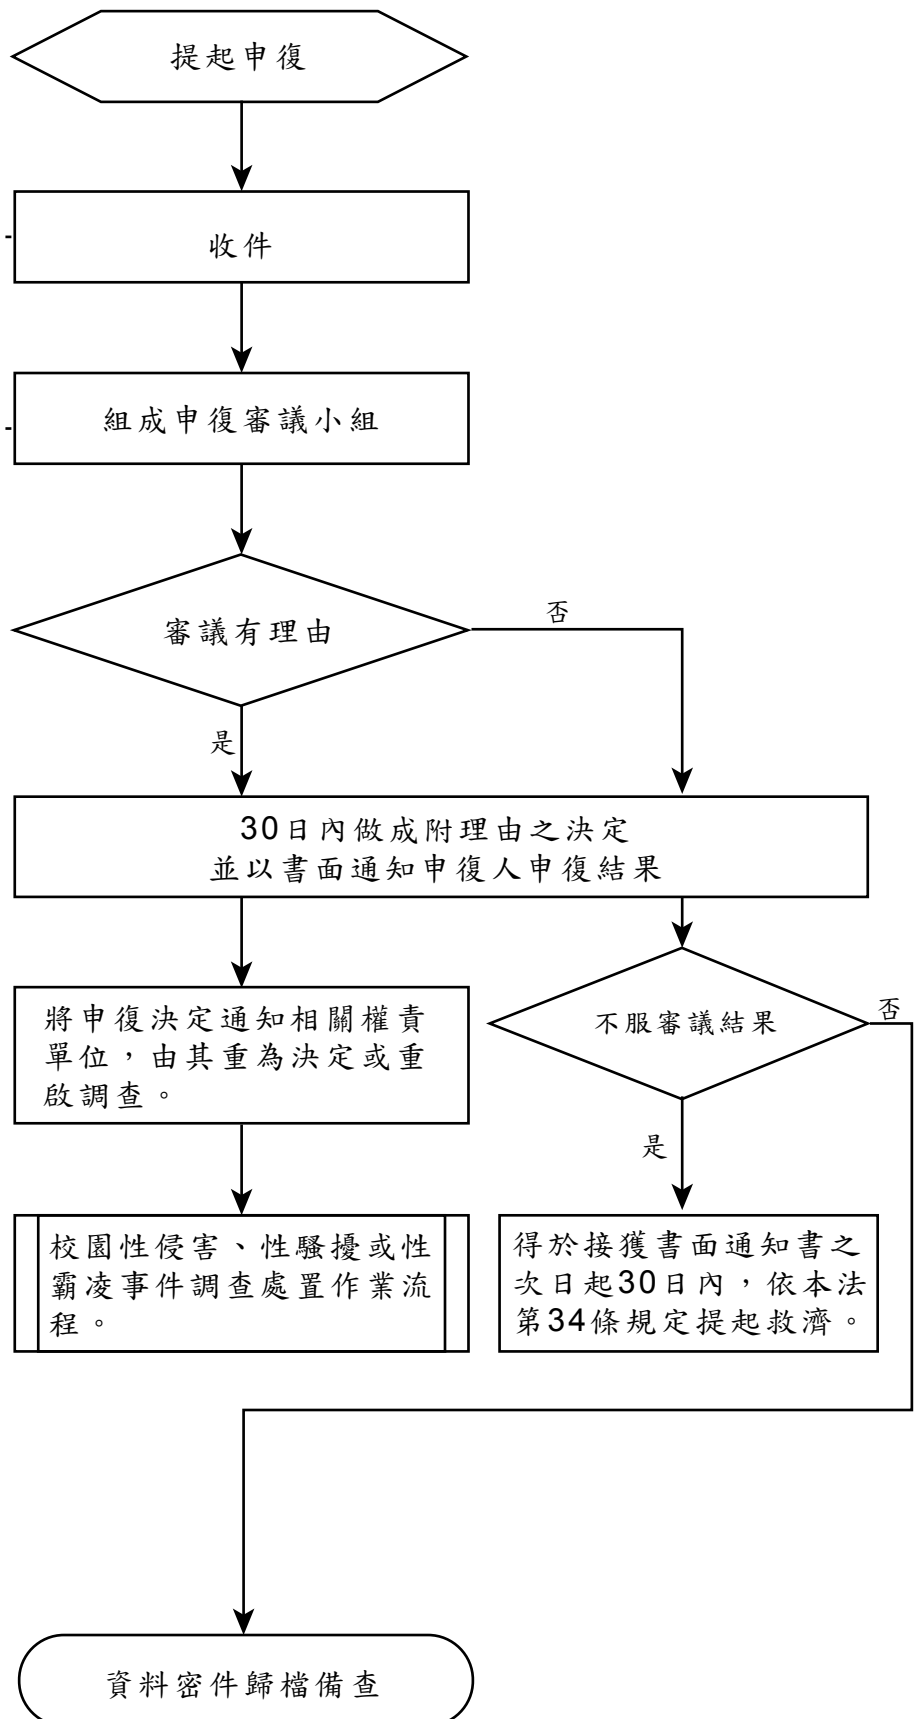 提起申復
收件
組成申復審議小組
審議有理由
否
是
30日內做成附理由之決定
並以書面通知申復人申復結果
將申復決定通知相關權責
單位，由其重為決定或重
啟調查。
不服審議結果
否
是
校園性侵害、性騷擾或性
霸凌事件調查處置作業流
程。
得於接獲書面通知書之
次日起30日內，依本法
第34條規定提起救濟。
資料密件歸檔備查